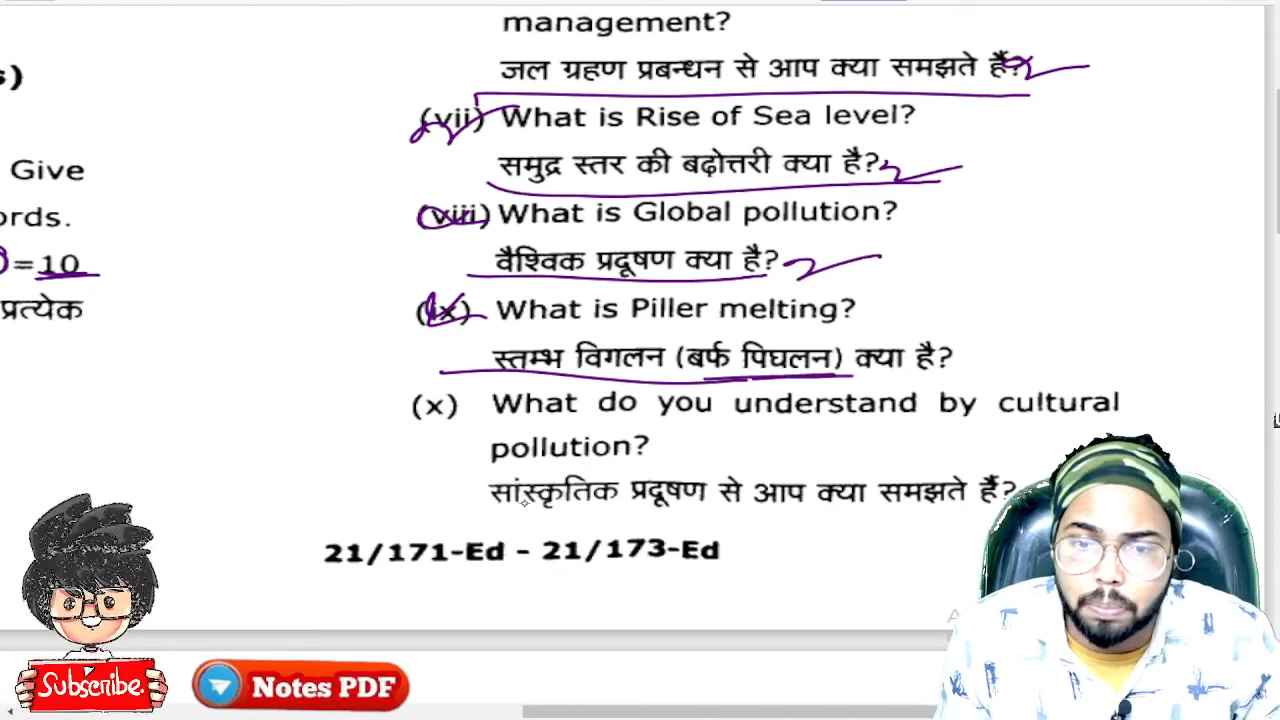 management?
जल ग्रहण प्रबन्धन से आप क्या समझते हैं?
(vii) What is Rise of Sea level?
समुद्र स्तर की बढ़ोत्तरी क्या है?
(viii) What is Global pollution?
वैश्विक प्रदूषण क्या है?
(ix) What is Piller melting?
स्तम्भ विगलन (बर्फ पिघलन) क्या है?
(x) What do you understand by cultural
pollution?
सांस्कृतिक प्रदूषण से आप क्या समझते हैं?
21/171-Ed - 21/173-Ed
s)
Give
ords.
) = 10
प्रत्येक
Subscribe.
Notes PDF